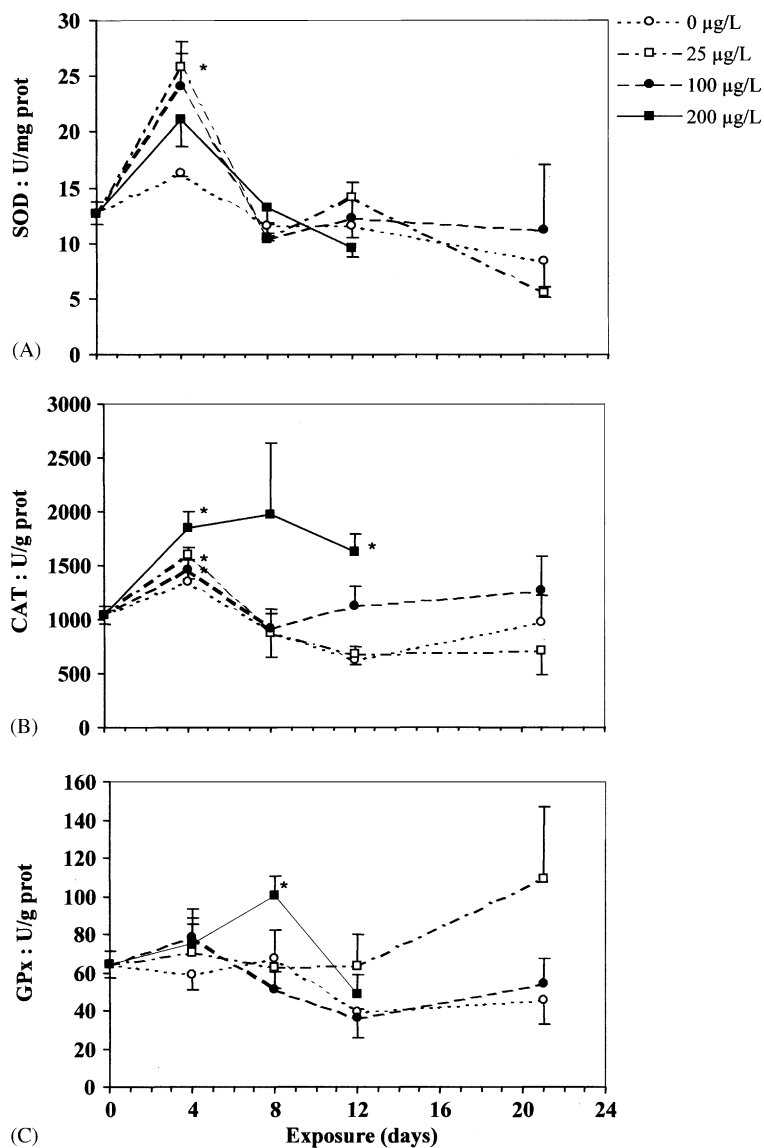 0 µg/L
25 µg/L
100 µg/L
200 µg/L
30
25
20
15
10
5
0
SOD : U/mg prot
*
(A)
3000
2500
2000
1500
1000
500
0
CAT : U/g prot
*
*
*
*
(B)
160
140
120
100
80
60
40
20
0
GPx : U/g prot
*
0 4 8 12 16 20 24
Exposure (days)
(C)